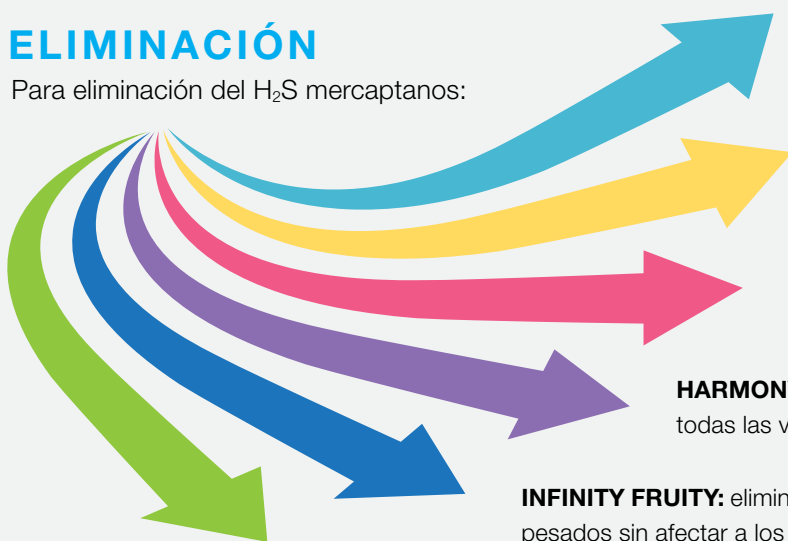 ELIMINACIÓN
Para eliminación del H₂S mercaptanos:
HARMON
todas las v
INFINITY FRUITY: elimin
pesados sin afectar a los